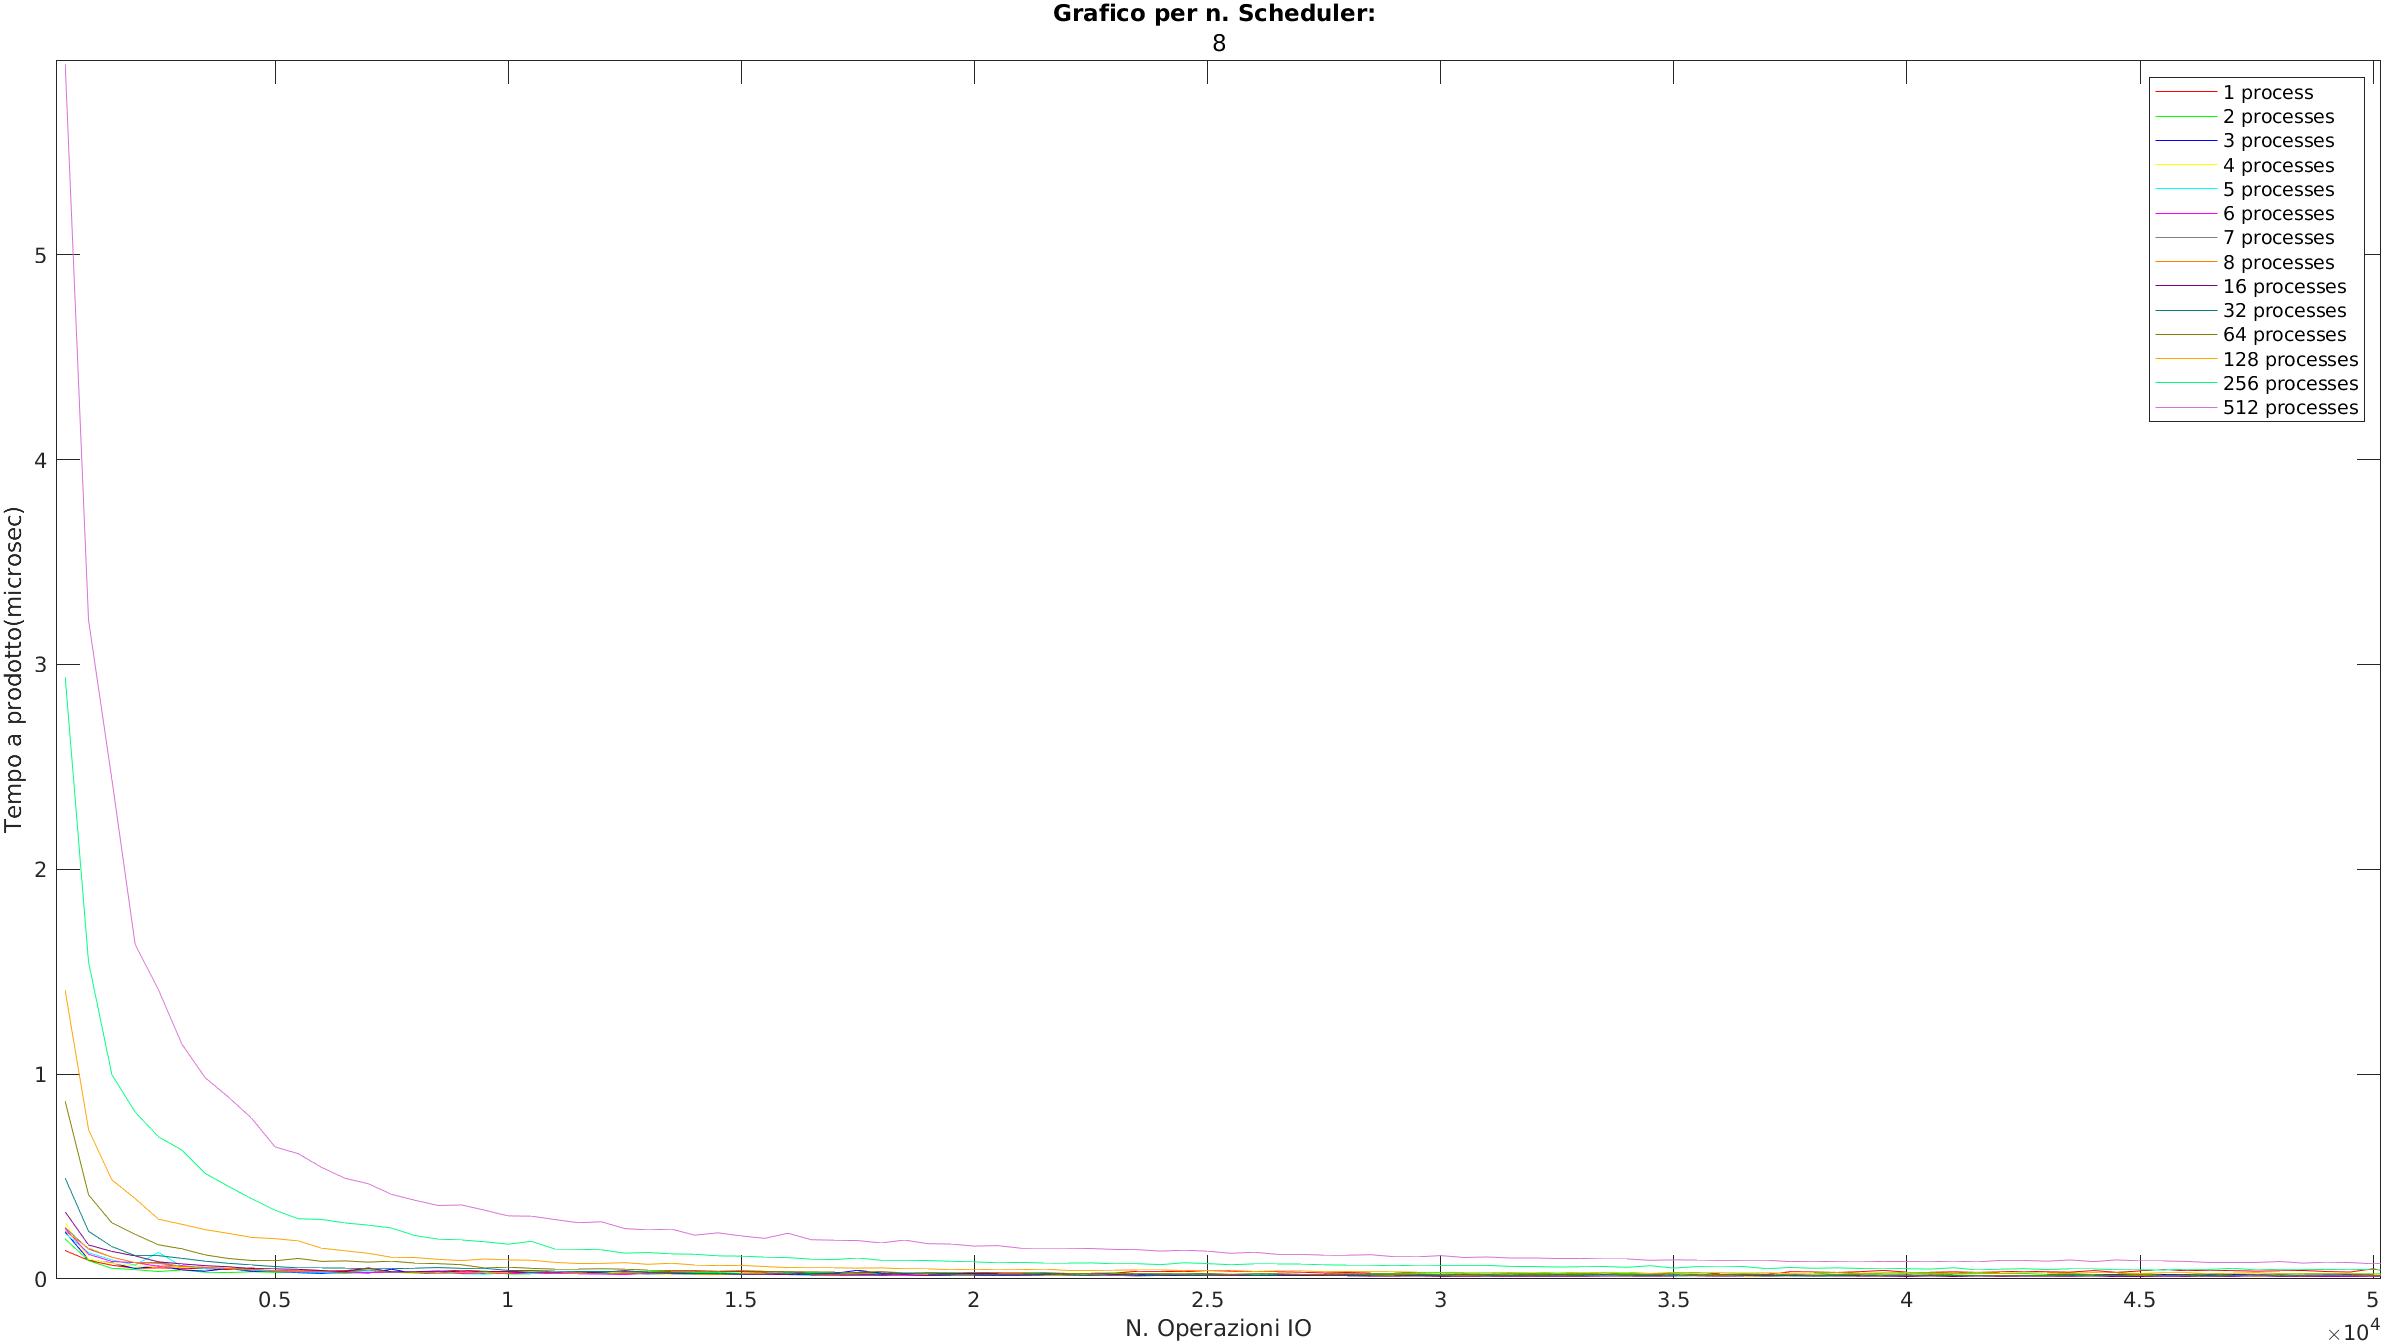 Grafico per n. Scheduler:
8
1 process
2 processes
3 processes
4 processes
5 processes
6 processes
7 processes
8 processes
16 processes
32 processes
64 processes
128 processes
256 processes
512 processes
Tempo a prodotto(microsec)
5
4
3
2
1
0
0.5 1 1.5 2 2.5 3 3.5 4 4.5 5
N. Operazioni IO
×10⁴